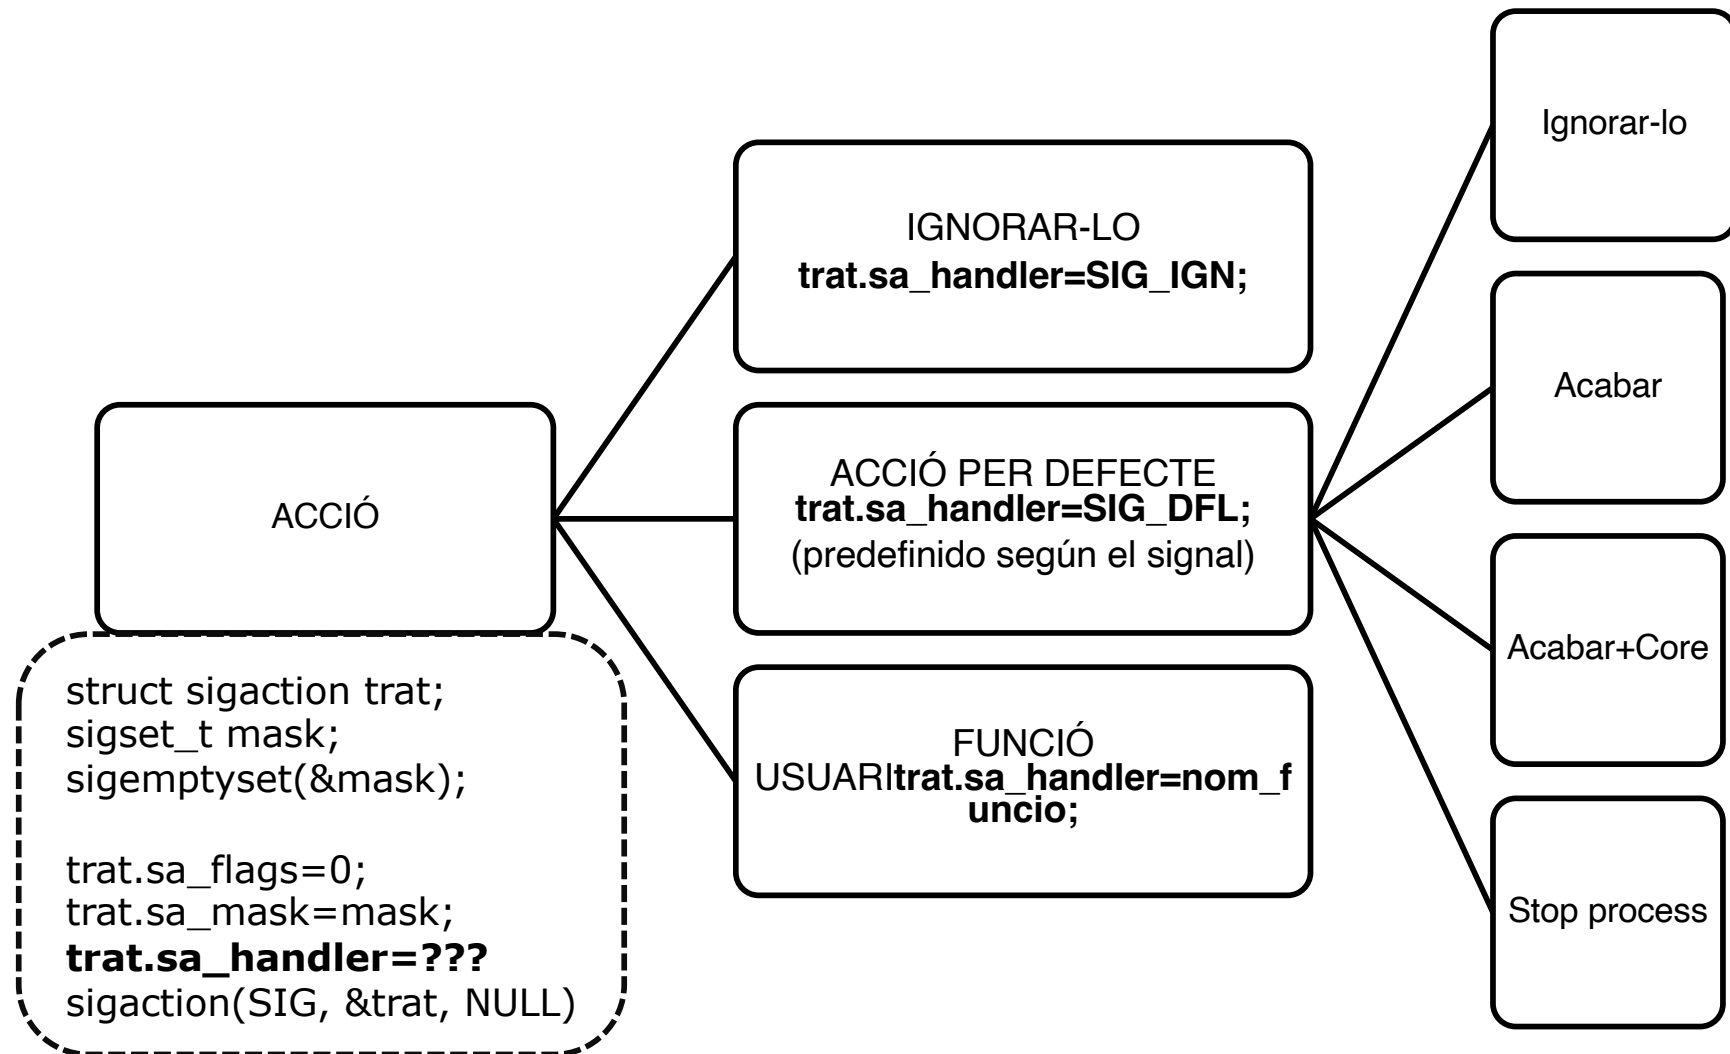 ACCIÓ
struct sigaction trat;
sigset_t mask;
sigemptyset(&mask);
trat.sa_flags=0;
trat.sa_mask=mask;
trat.sa_handler=???
sigaction(SIG, &trat, NULL)
IGNORAR-LO
trat.sa_handler=SIG_IGN;
ACCIÓ PER DEFECTE
trat.sa_handler=SIG_DFL;
(predefinido según el signal)
FUNCIÓ
USUARItrat.sa_handler=nom_f
uncio;
Ignorar-lo
Acabar
Acabar+Core
Stop process